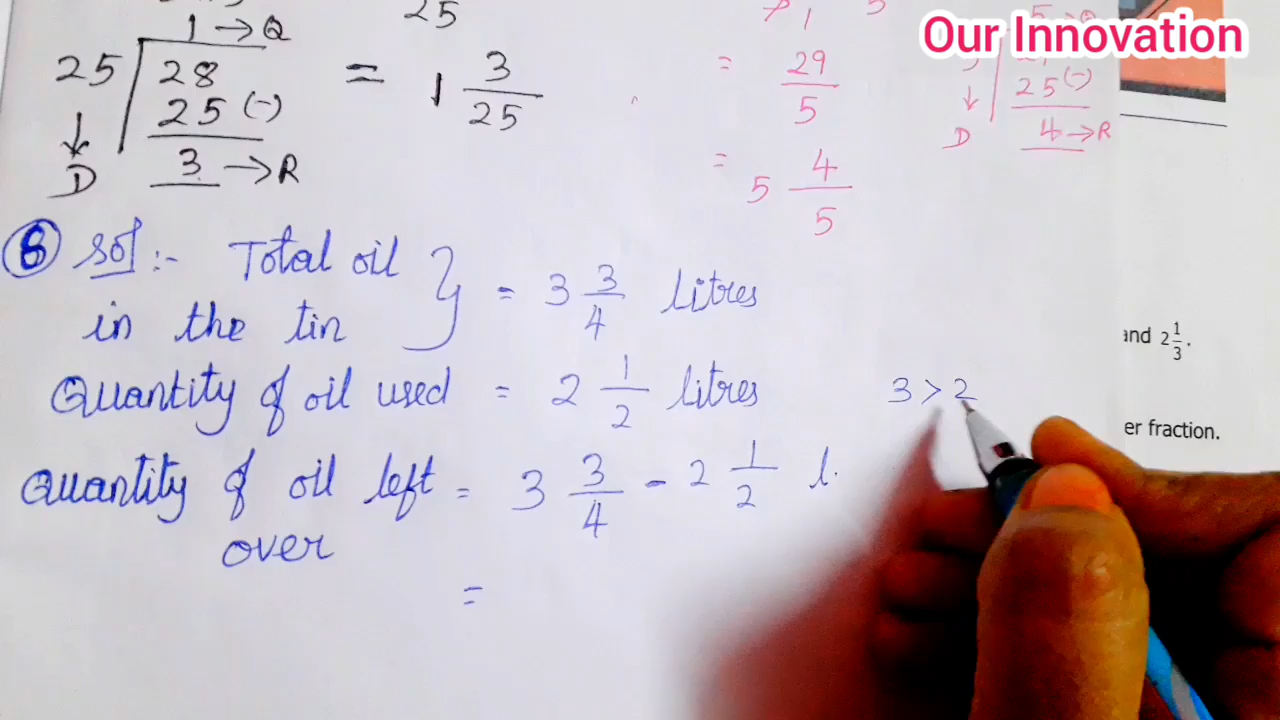 Our Innovation
25
1 → Q
25 28 = 1 3/25
25 (-)
↓
D 3 → R
= 29/5
25 (-)
↓
D 4 → R
= 5 4/5
6 Sol :- Total oil
in the tin } = 3 3/4 litres
Quantity of oil used = 2 1/2 litres
3 > 2
Quantity of oil left = 3 3/4 - 2 1/2 l.
over
=
and 2 1/3.
er fraction.